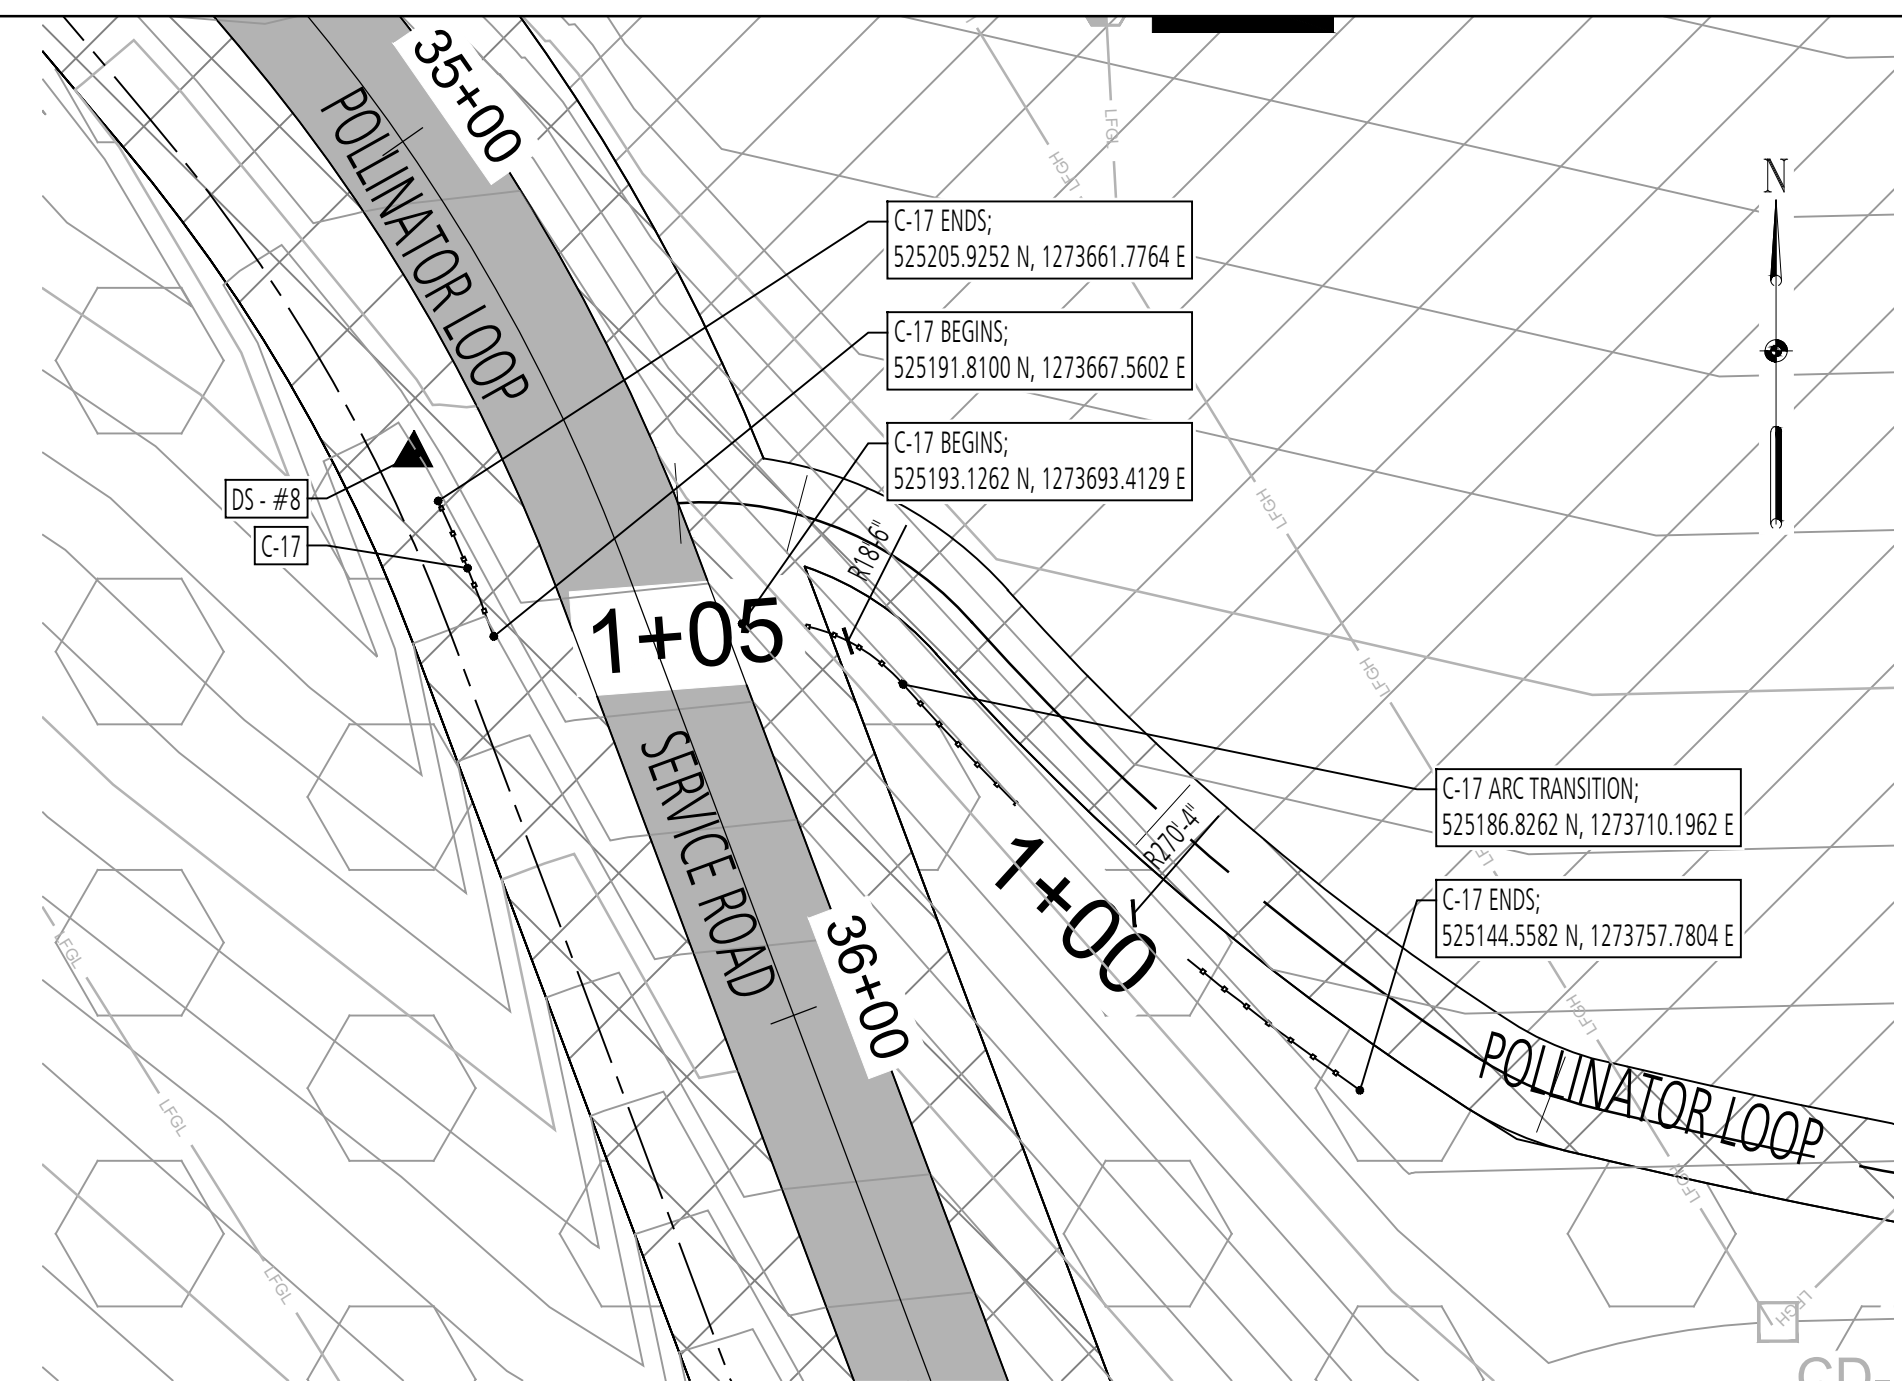 35+00
POLLINATOR LOOP
LFGH
LFGH
N
C-17 ENDS;
525205.9252 N, 1273661.7764 E
C-17 BEGINS;
525191.8100 N, 1273667.5602 E
C-17 BEGINS;
525193.1262 N, 1273693.4129 E
DS - #8
C-17
R18'-6"
LFGH
1+05
LFGH
SERVICE ROAD
C-17 ARC TRANSITION;
525186.8262 N, 1273710.1962 E
R270'-4"
1+00
C-17 ENDS;
525144.5582 N, 1273757.7804 E
36+00
LFGL
LFGH
POLLINATOR LOOP
LFGL
LFGH
LFGL
LFGH